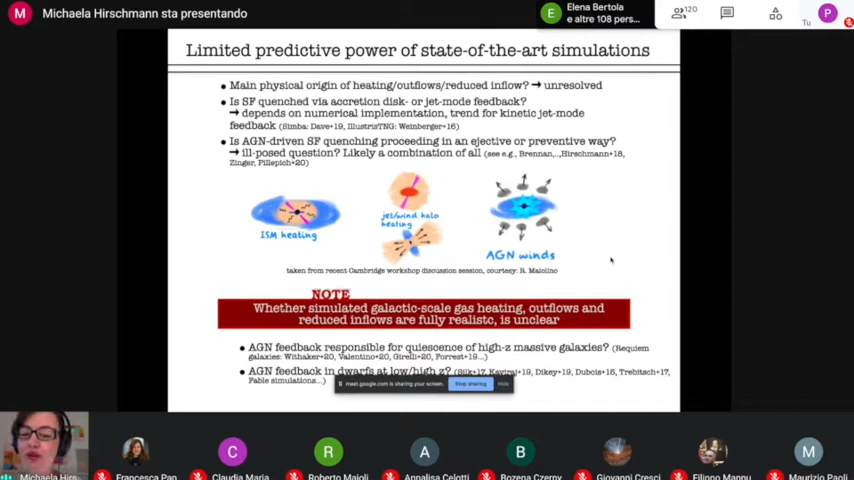 M Michaela Hirschmann sta presentando
E Elena Bertola
e altre 108 pers...
120
Tu
P
Limited predictive power of state-of-the-art simulations
Main physical origin of heating/outflows/reduced inflow? → unresolved
Is SF quenched via accretion disk- or jet-mode feedback?
→ depends on numerical implementation, trend for kinetic jet-mode
feedback (Simba: Dave+19, IllustrisTNG: Weinberger+16)
Is AGN-driven SF quenching proceeding in an ejective or preventive way?
→ ill-posed question? Likely a combination of all (see e.g., Brennan,..,Hirschmann+18,
Zinger, Pillepich+20)
ISM heating
jet/wind halo
heating
AGN winds
taken from recent Cambridge workshop discussion session, courtesy: R. Maiolino
NOTE
Whether simulated galactic-scale gas heating, outflows and
reduced inflows are fully realistc, is unclear
AGN feedback responsible for quiescence of high-z massive galaxies? (Requiem
galaxies: Withaker+20, Valentino+20, Girelli+20, Forrest+19...)
AGN feedback in dwarfs at low/high z? (Silk+17, Kaviraj+19, Dikey+19, Dubois+15, Trebitsch+17,
Fable simulations...)
meet.google.com is sharing your screen.
Stop sharing
Hide
C
R
A
B
M
Michaela Hirs...
Francesca Pan
Claudia Maria
Roberto Maioli
Annalisa Celotti
Bozena Czerny
Giovanni Cresci
Filippo Mannu
Maurizio Paoli